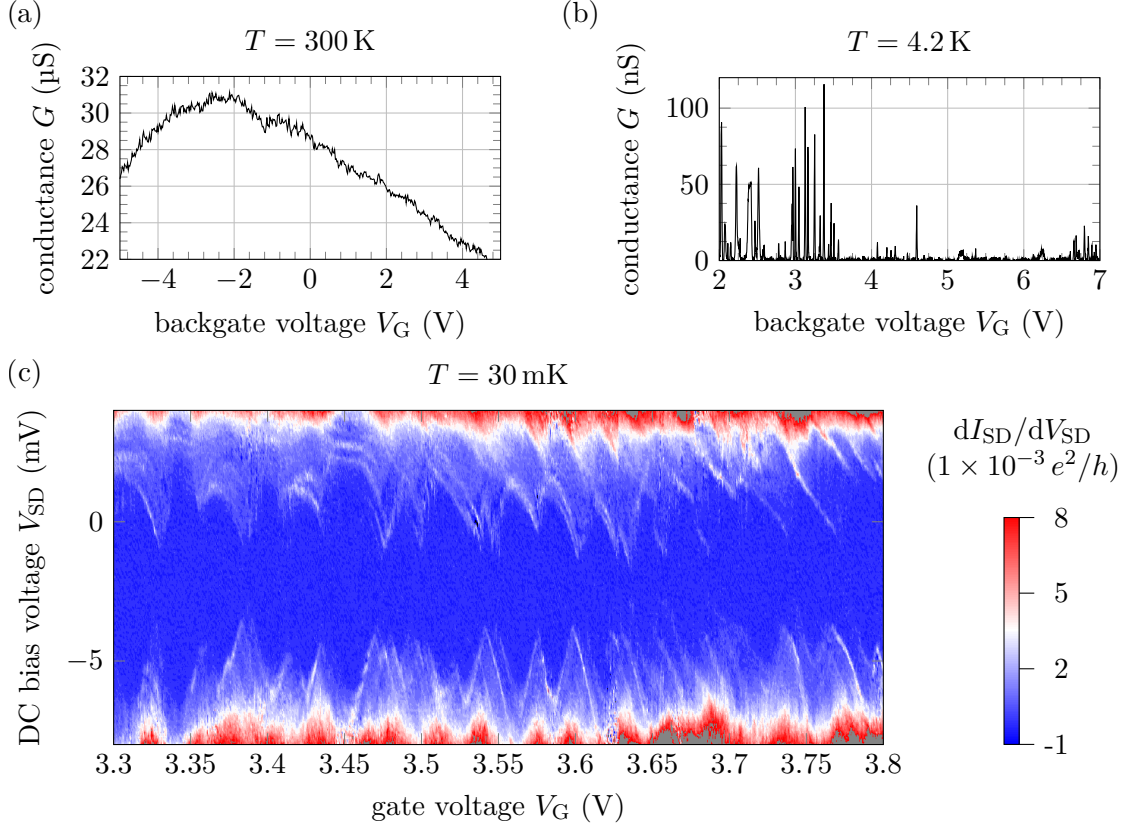 (a)
T = 300 K
conductance G (µS)
32
30
28
26
24
22
−4
−2
0
2
4
backgate voltage V_G (V)
(b)
T = 4.2 K
conductance G (nS)
100
50
0
2
3
4
5
6
7
backgate voltage V_G (V)
(c)
T = 30 mK
DC bias voltage V_SD (mV)
0
−5
3.3
3.35
3.4
3.45
3.5
3.55
3.6
3.65
3.7
3.75
3.8
gate voltage V_G (V)
dI_SD/dV_SD
(1 × 10⁻³ e²/h)
8
5
2
-1